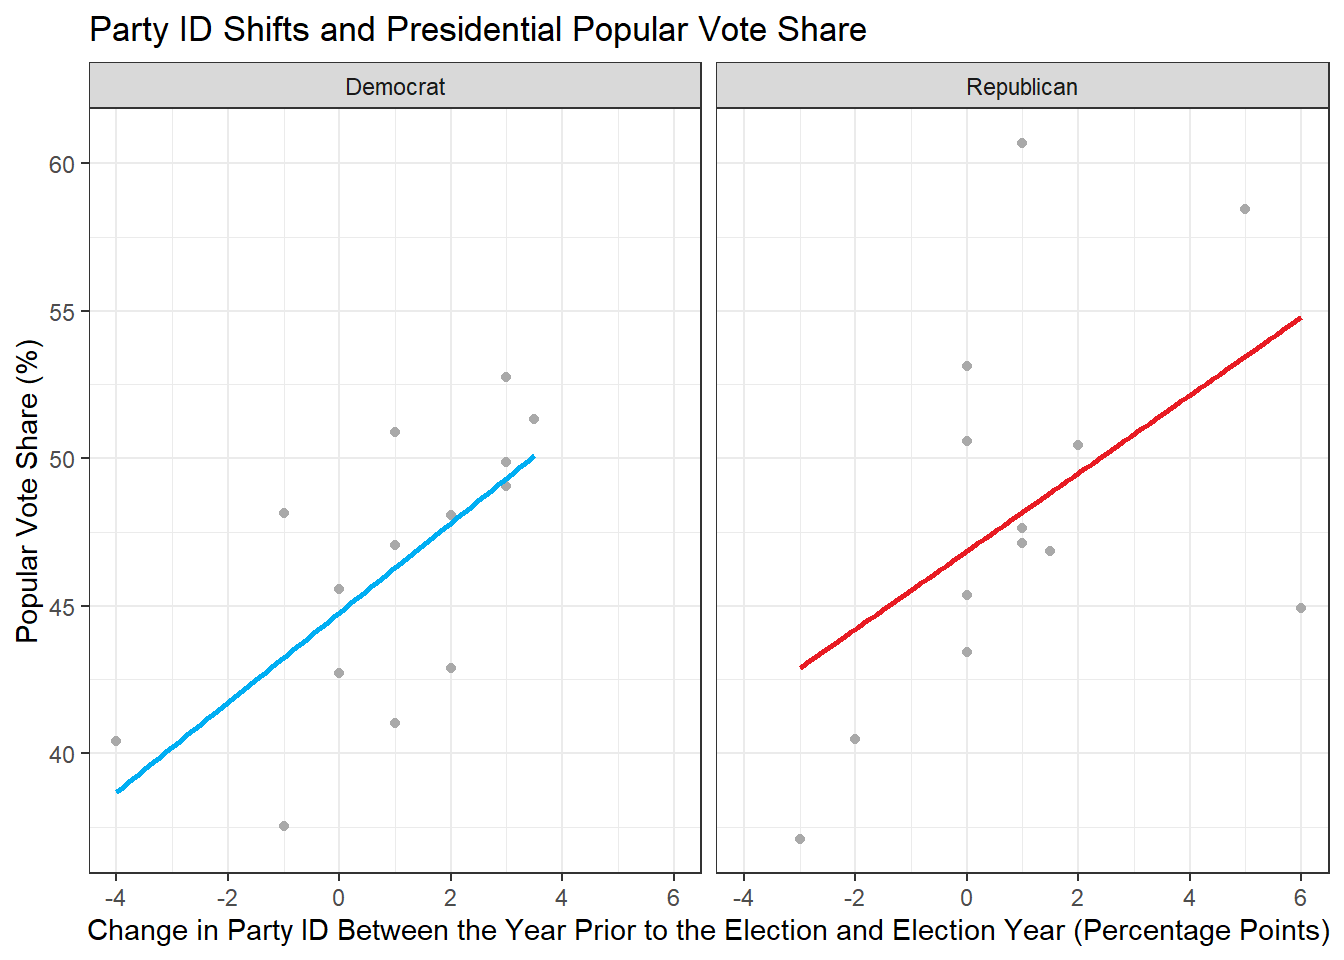 Party ID Shifts and Presidential Popular Vote Share
Democrat
Republican
Popular Vote Share (%)
60
55
50
45
40
-4 -2 0 2 4 6
-4 -2 0 2 4 6
Change in Party ID Between the Year Prior to the Election and Election Year (Percentage Points)